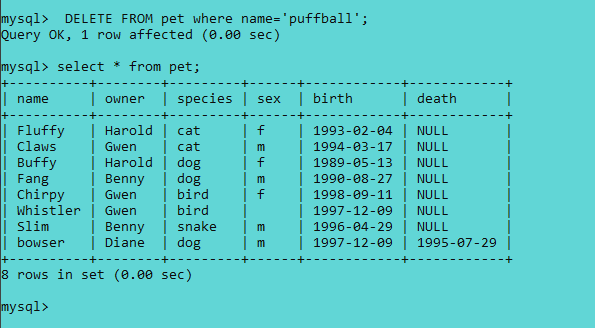 mysql>  DELETE FROM pet where name='puffball';
Query OK, 1 row affected (0.00 sec)
mysql> select * from pet;
+----------+--------+---------+------+------------+------------+
| name     | owner  | species | sex  | birth      | death      |
+----------+--------+---------+------+------------+------------+
| Fluffy   | Harold | cat     | f    | 1993-02-04 | NULL       |
| Claws    | Gwen   | cat     | m    | 1994-03-17 | NULL       |
| Buffy    | Harold | dog     | f    | 1989-05-13 | NULL       |
| Fang     | Benny  | dog     | m    | 1990-08-27 | NULL       |
| Chirpy   | Gwen   | bird    | f    | 1998-09-11 | NULL       |
| Whistler | Gwen   | bird    |      | 1997-12-09 | NULL       |
| Slim     | Benny  | snake   | m    | 1996-04-29 | NULL       |
| bowser   | Diane  | dog     | m    | 1997-12-09 | 1995-07-29 |
+----------+--------+---------+------+------------+------------+
8 rows in set (0.00 sec)
mysql>